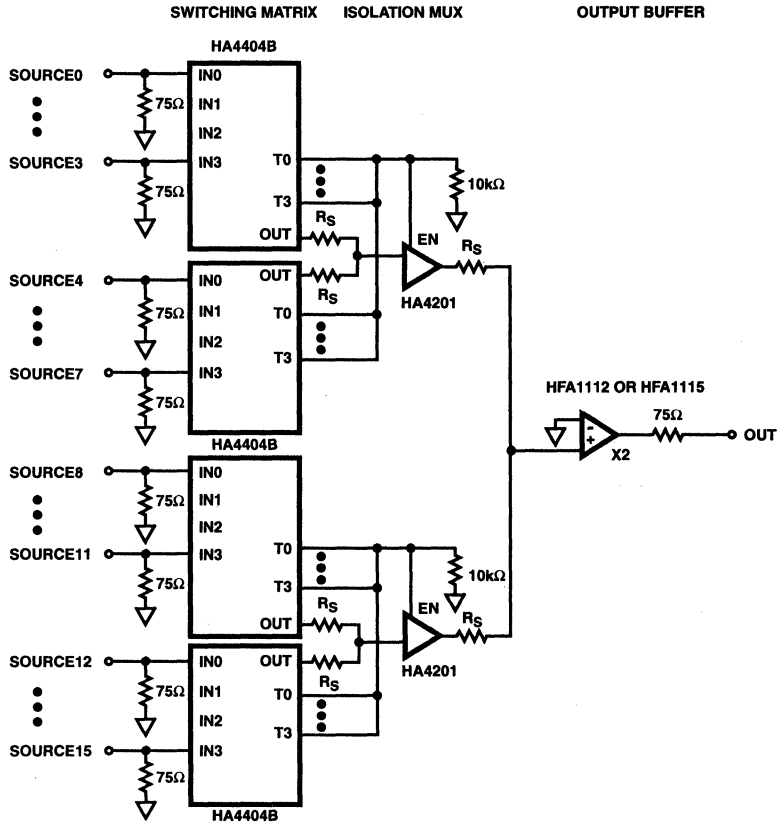 SWITCHING MATRIX ISOLATION MUX OUTPUT BUFFER
HA4404B
SOURCE0
75Ω
IN0
IN1
IN2
SOURCE3
75Ω
IN3
T0
T3
OUT
RS
10kΩ
EN
HA4201
RS
SOURCE4
75Ω
IN0
IN1
IN2
SOURCE7
75Ω
IN3
OUT
RS
T0
T3
HA4404B
HFA1112 OR HFA1115
-
+
X2
75Ω
OUT
SOURCE8
75Ω
IN0
IN1
IN2
SOURCE11
75Ω
IN3
T0
T3
OUT
RS
10kΩ
EN
HA4201
RS
SOURCE12
75Ω
IN0
IN1
IN2
SOURCE15
75Ω
IN3
OUT
RS
T0
T3
HA4404B